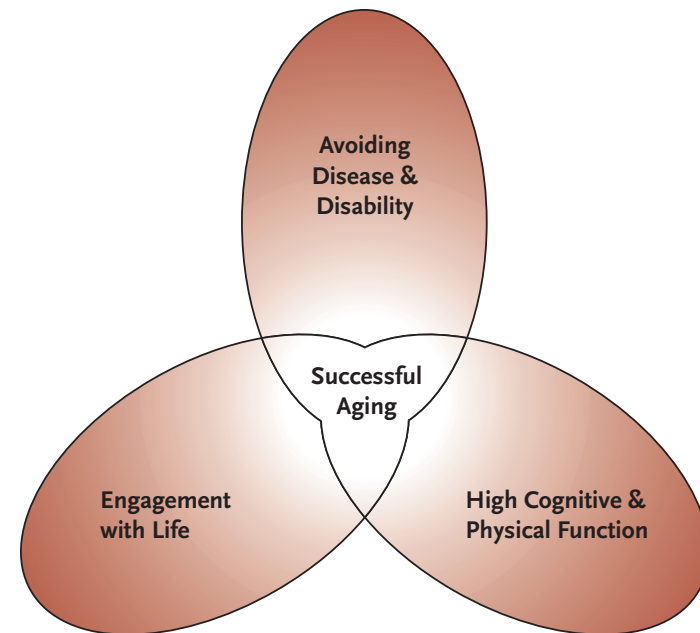 Avoiding
Disease &
Disability
Successful
Aging
Engagement
with Life
High Cognitive &
Physical Function